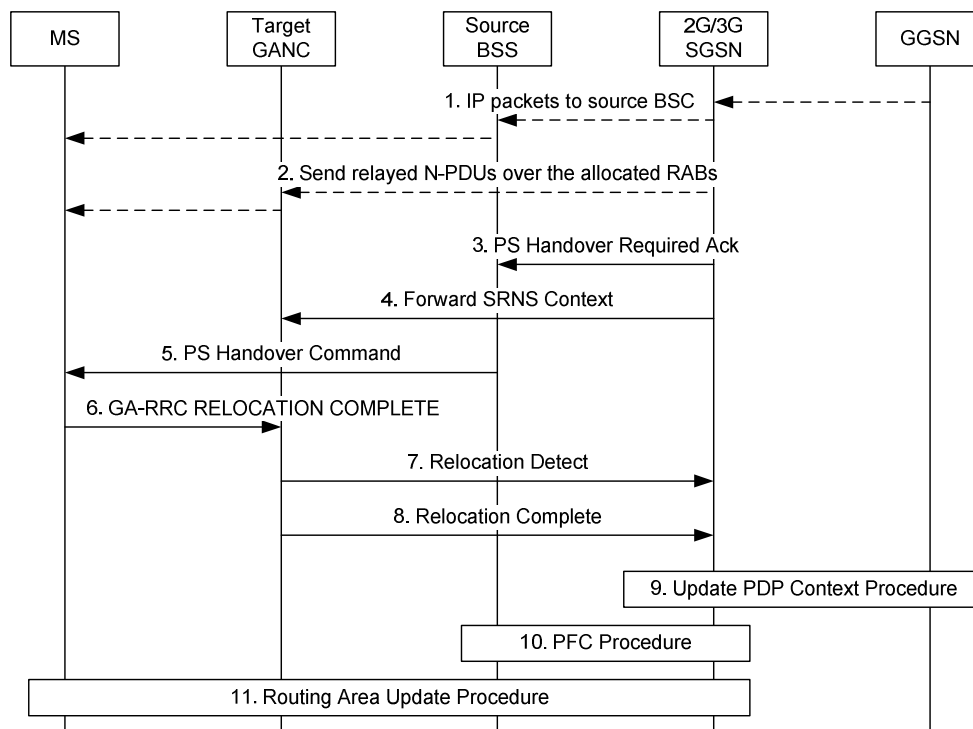 MS
Target
GANC
Source
BSS
2G/3G
SGSN
GGSN
1. IP packets to source BSC
2. Send relayed N-PDUs over the allocated RABs
3. PS Handover Required Ack
4. Forward SRNS Context
5. PS Handover Command
6. GA-RRC RELOCATION COMPLETE
7. Relocation Detect
8. Relocation Complete
9. Update PDP Context Procedure
10. PFC Procedure
11. Routing Area Update Procedure